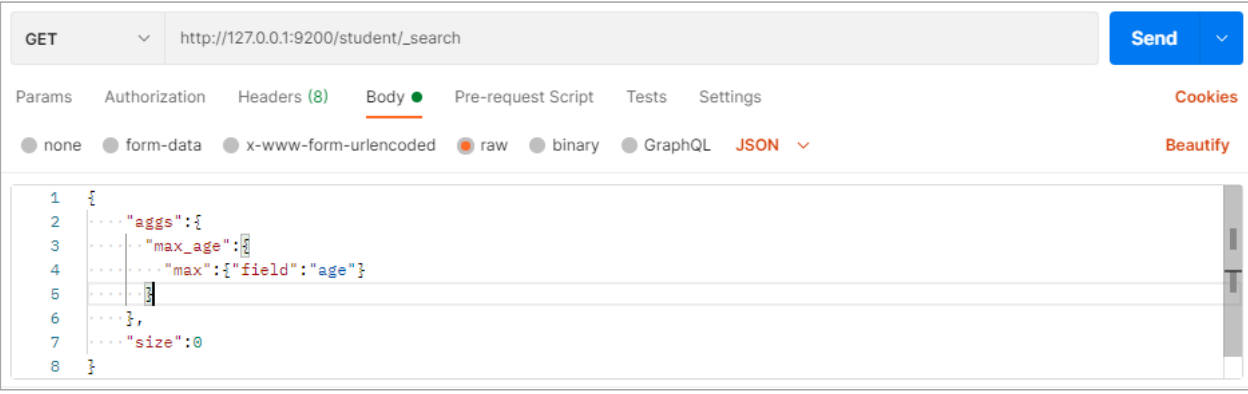 GET http://127.0.0.1:9200/student/_search Send
Params Authorization Headers (8) Body Pre-request Script Tests Settings Cookies
none form-data x-www-form-urlencoded raw binary GraphQL JSON Beautify
1 {
2 ····"aggs":{
3 ······"max_age":{
4 ········"max":{"field":"age"}
5 ······}
6 ····},
7 ····"size":0
8 }